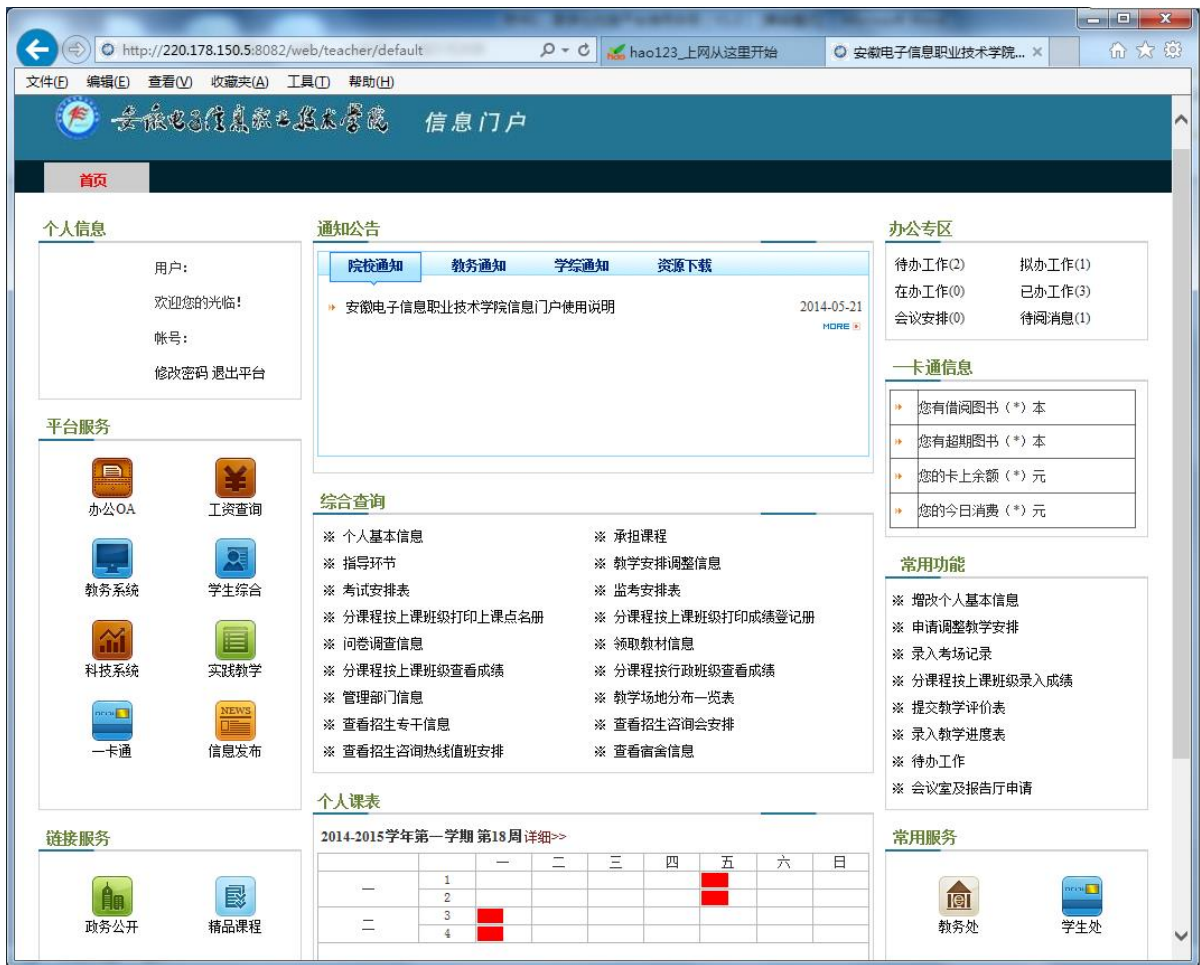 http://220.178.150.5:8082/web/teacher/default
hao123_上网从这里开始
安徽电子信息职业技术学院...
文件(F) 编辑(E) 查看(V) 收藏夹(A) 工具(T) 帮助(H)
安徽电子信息职业技术学院 信息门户
首页
个人信息
用户:
欢迎您的光临!
帐号:
修改密码 退出平台
平台服务
办公OA 工资查询
教务系统 学生综合
科技系统 实践教学
NEWS
一卡通 信息发布
链接服务
政务公开 精品课程
通知公告
院校通知 教务通知 学综通知 资源下载
安徽电子信息职业技术学院信息门户使用说明 2014-05-21
MORE
综合查询
※ 个人基本信息 ※ 承担课程
※ 指导环节 ※ 教学安排调整信息
※ 考试安排表 ※ 监考安排表
※ 分课程按上课班级打印上课点名册 ※ 分课程按上课班级打印成绩登记册
※ 问卷调查信息 ※ 领取教材信息
※ 分课程按上课班级查看成绩 ※ 分课程按行政班级查看成绩
※ 管理部门信息 ※ 教学场地分布一览表
※ 查看招生专干信息 ※ 查看招生咨询会安排
※ 查看招生咨询热线值班安排 ※ 查看宿舍信息
个人课表
2014-2015学年第一学期 第18周 详细>>
一 二 三 四 五 六 日
一 1
2
二 3
4
办公专区
待办工作(2) 拟办工作(1)
在办工作(0) 已办工作(3)
会议安排(0) 待阅消息(1)
一卡通信息
您有借阅图书（*）本
您有超期图书（*）本
您的卡上余额（*）元
您的今日消费（*）元
常用功能
※ 增改个人基本信息
※ 申请调整教学安排
※ 录入考场记录
※ 分课程按上课班级录入成绩
※ 提交教学评价表
※ 录入教学进度表
※ 待办工作
※ 会议室及报告厅申请
常用服务
教务处 学生处